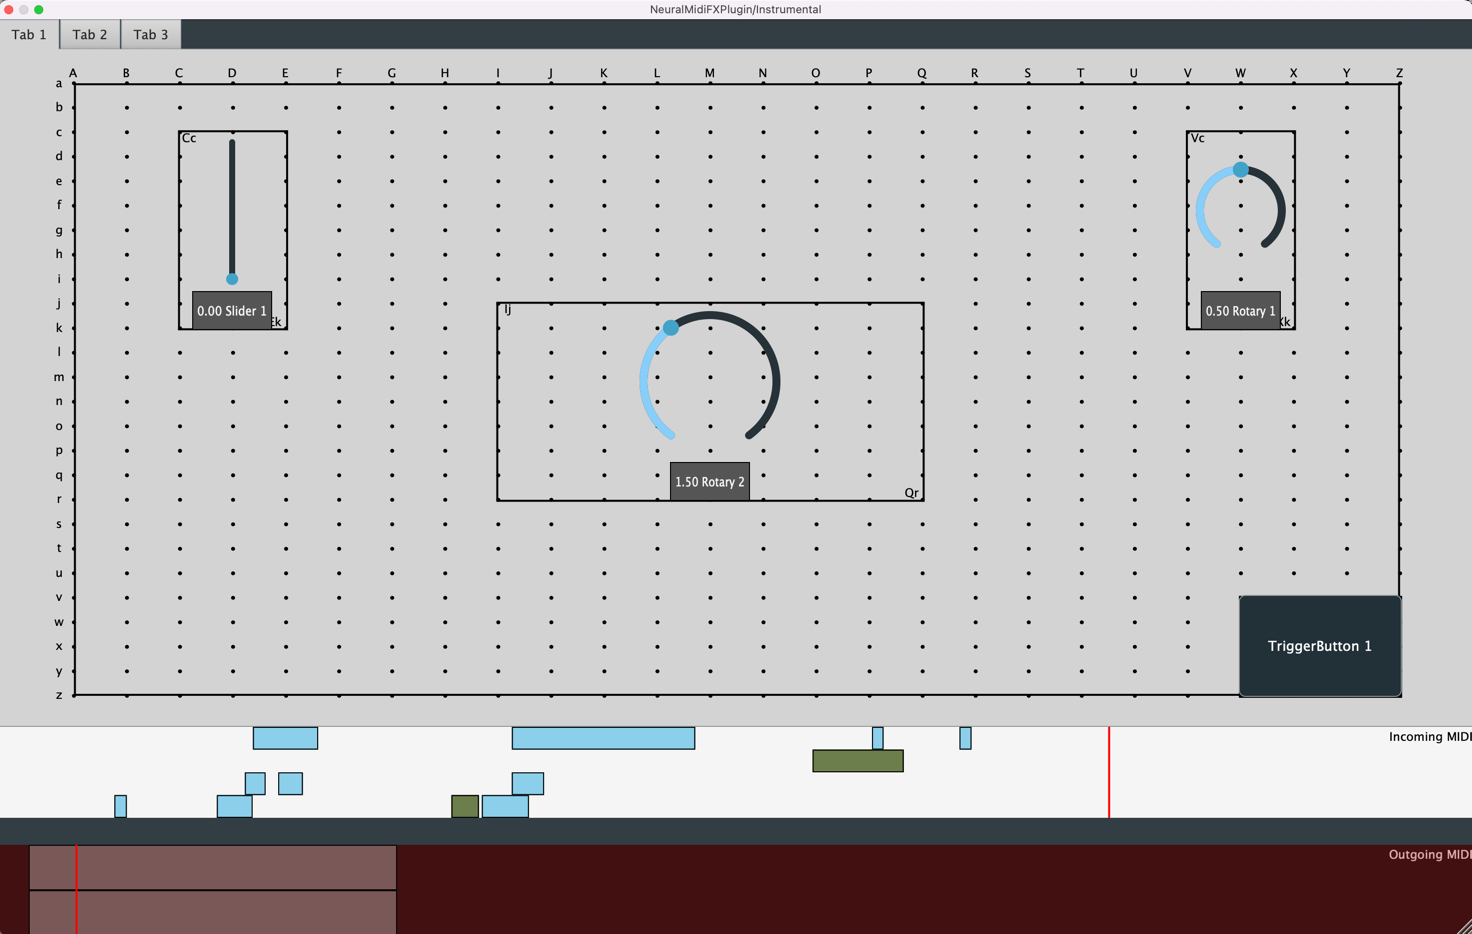 NeuralMidiFXPlugin/Instrumental
Tab 1 Tab 2 Tab 3
A B C D E F G H I J K L M N O P Q R S T U V W X Y Z
a
b
c
Cc Vc
d
e
f
g
h
i
j
Ij
0.00 Slider 1 0.50 Rotary 1
k
Ek Xk
l
m
n
o
p
q
1.50 Rotary 2
r
Qr
s
t
u
v
w
x
TriggerButton 1
y
z
Incoming MIDI
Outgoing MIDI